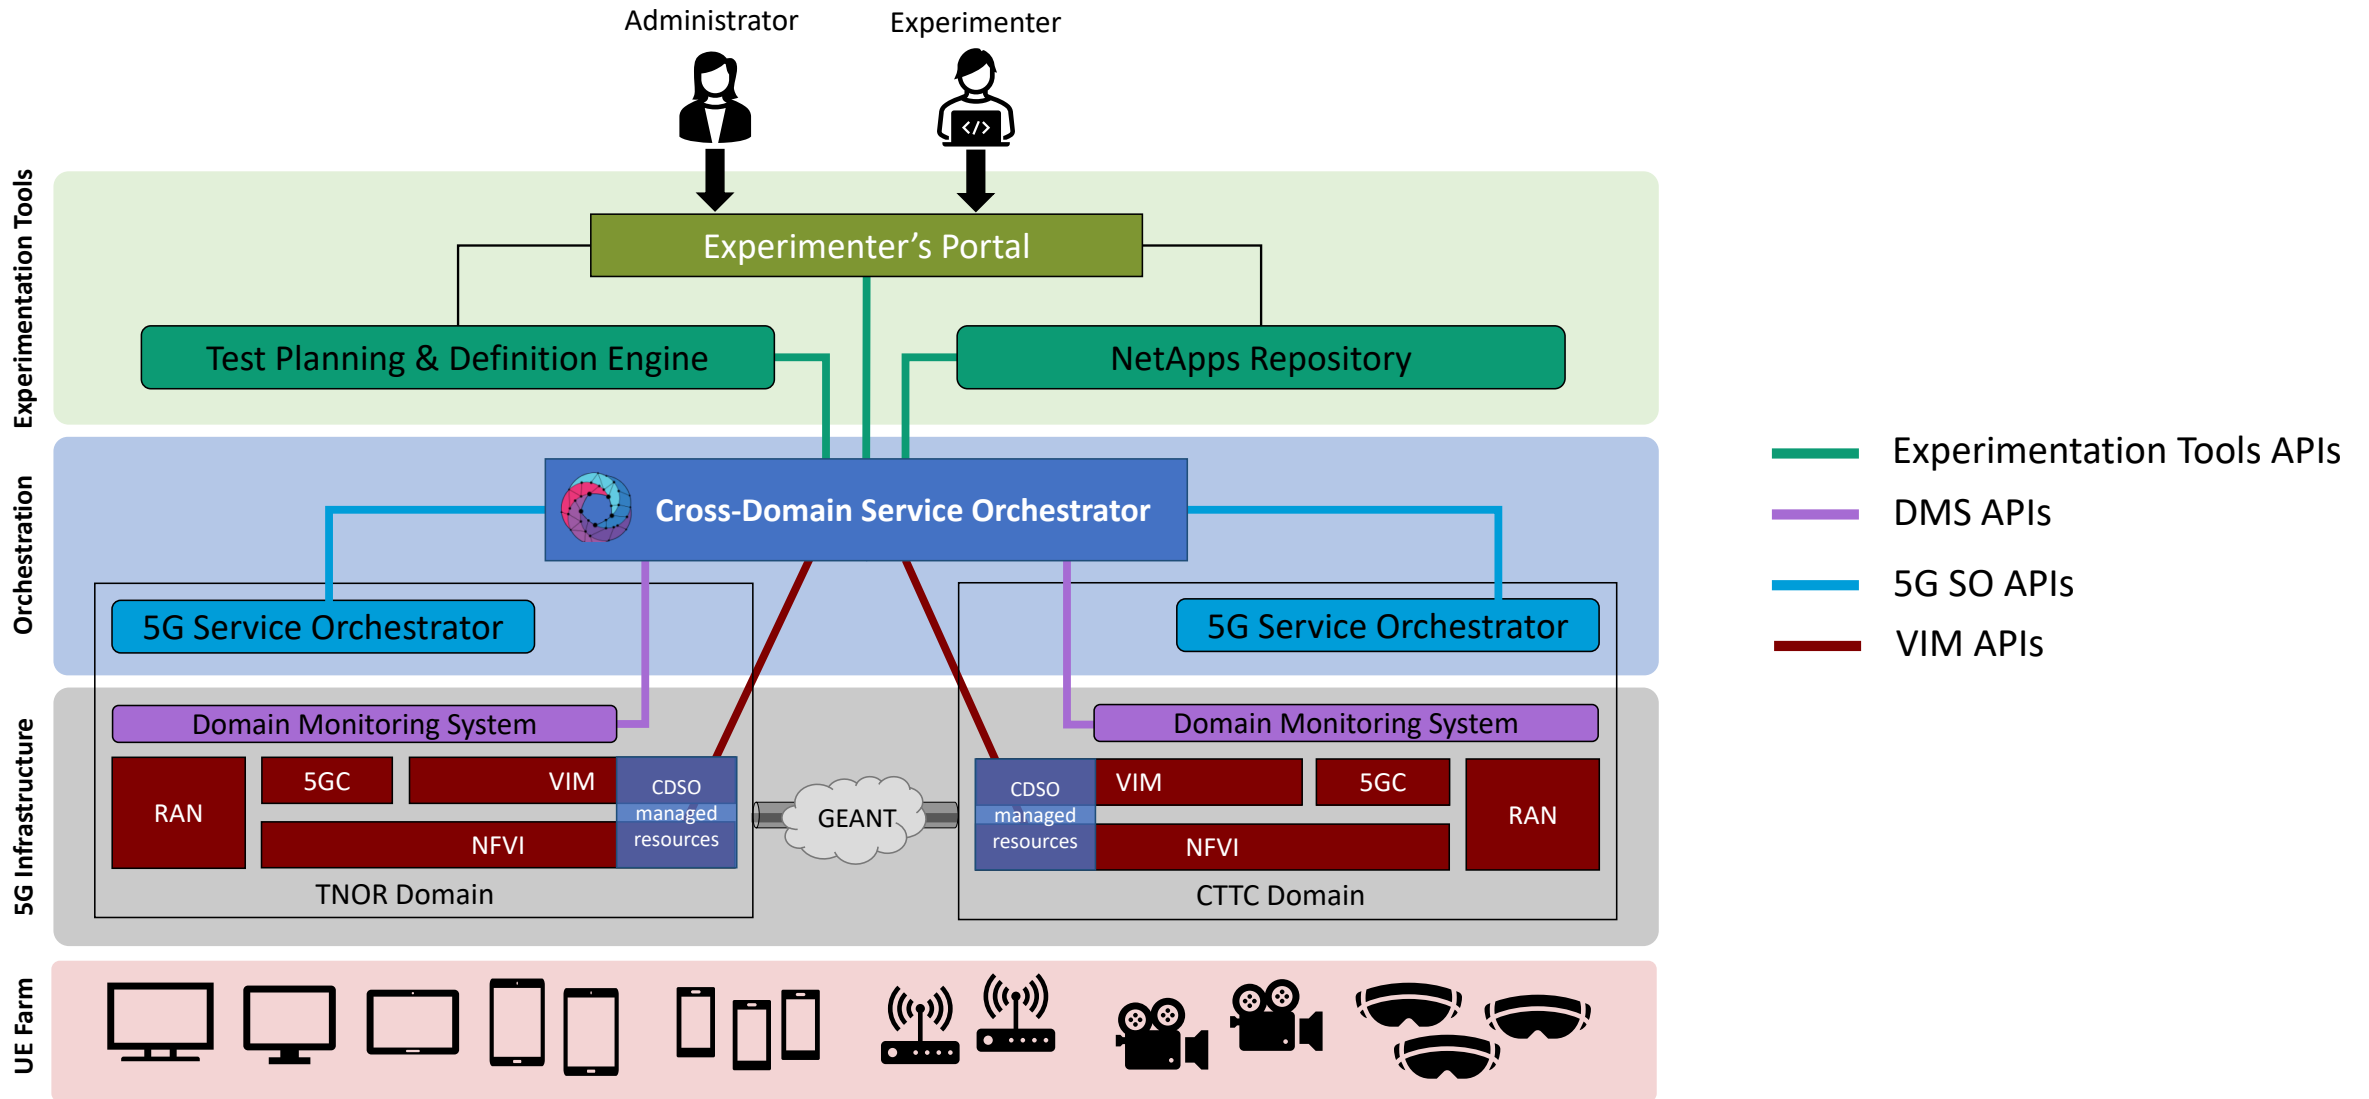 Administrator
Experimenter
Experimentation Tools
Experimenter’s Portal
Test Planning & Definition Engine
NetApps Repository
Orchestration
Cross-Domain Service Orchestrator
5G Service Orchestrator
5G Service Orchestrator
Experimentation Tools APIs
DMS APIs
5G SO APIs
VIM APIs
5G Infrastructure
Domain Monitoring System
RAN
5GC
VIM
NFVI
CDSO
managed
resources
TNOR Domain
GEANT
Domain Monitoring System
CDSO
managed
resources
VIM
5GC
NFVI
RAN
CTTC Domain
UE Farm